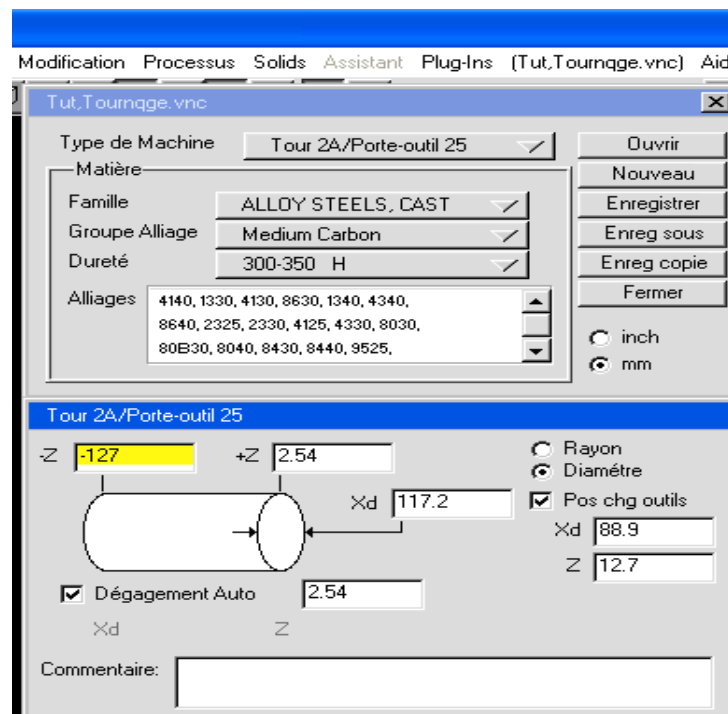 Modification Processus Solids Assistant Plug-Ins (Tut,Tournqge.vnc) Aid
Tut,Tournqge.vnc
Type de Machine Tour 2A/Porte-outil 25 Ouvrir
Matière Nouveau
Famille ALLOY STEELS, CAST Enregistrer
Groupe Alliage Medium Carbon Enreg sous
Dureté 300-350 H Enreg copie
Fermer
Alliages 4140, 1330, 4130, 8630, 1340, 4340,
8640, 2325, 2330, 4125, 4330, 8030,
80B30, 8040, 8430, 8440, 9525,
inch
mm
Tour 2A/Porte-outil 25
-Z -127 +Z 2.54 Rayon
Diamétre
Xd 117.2 Pos chg outils
Xd 88.9
Z 12.7
Dégagement Auto 2.54
Xd Z
Commentaire: